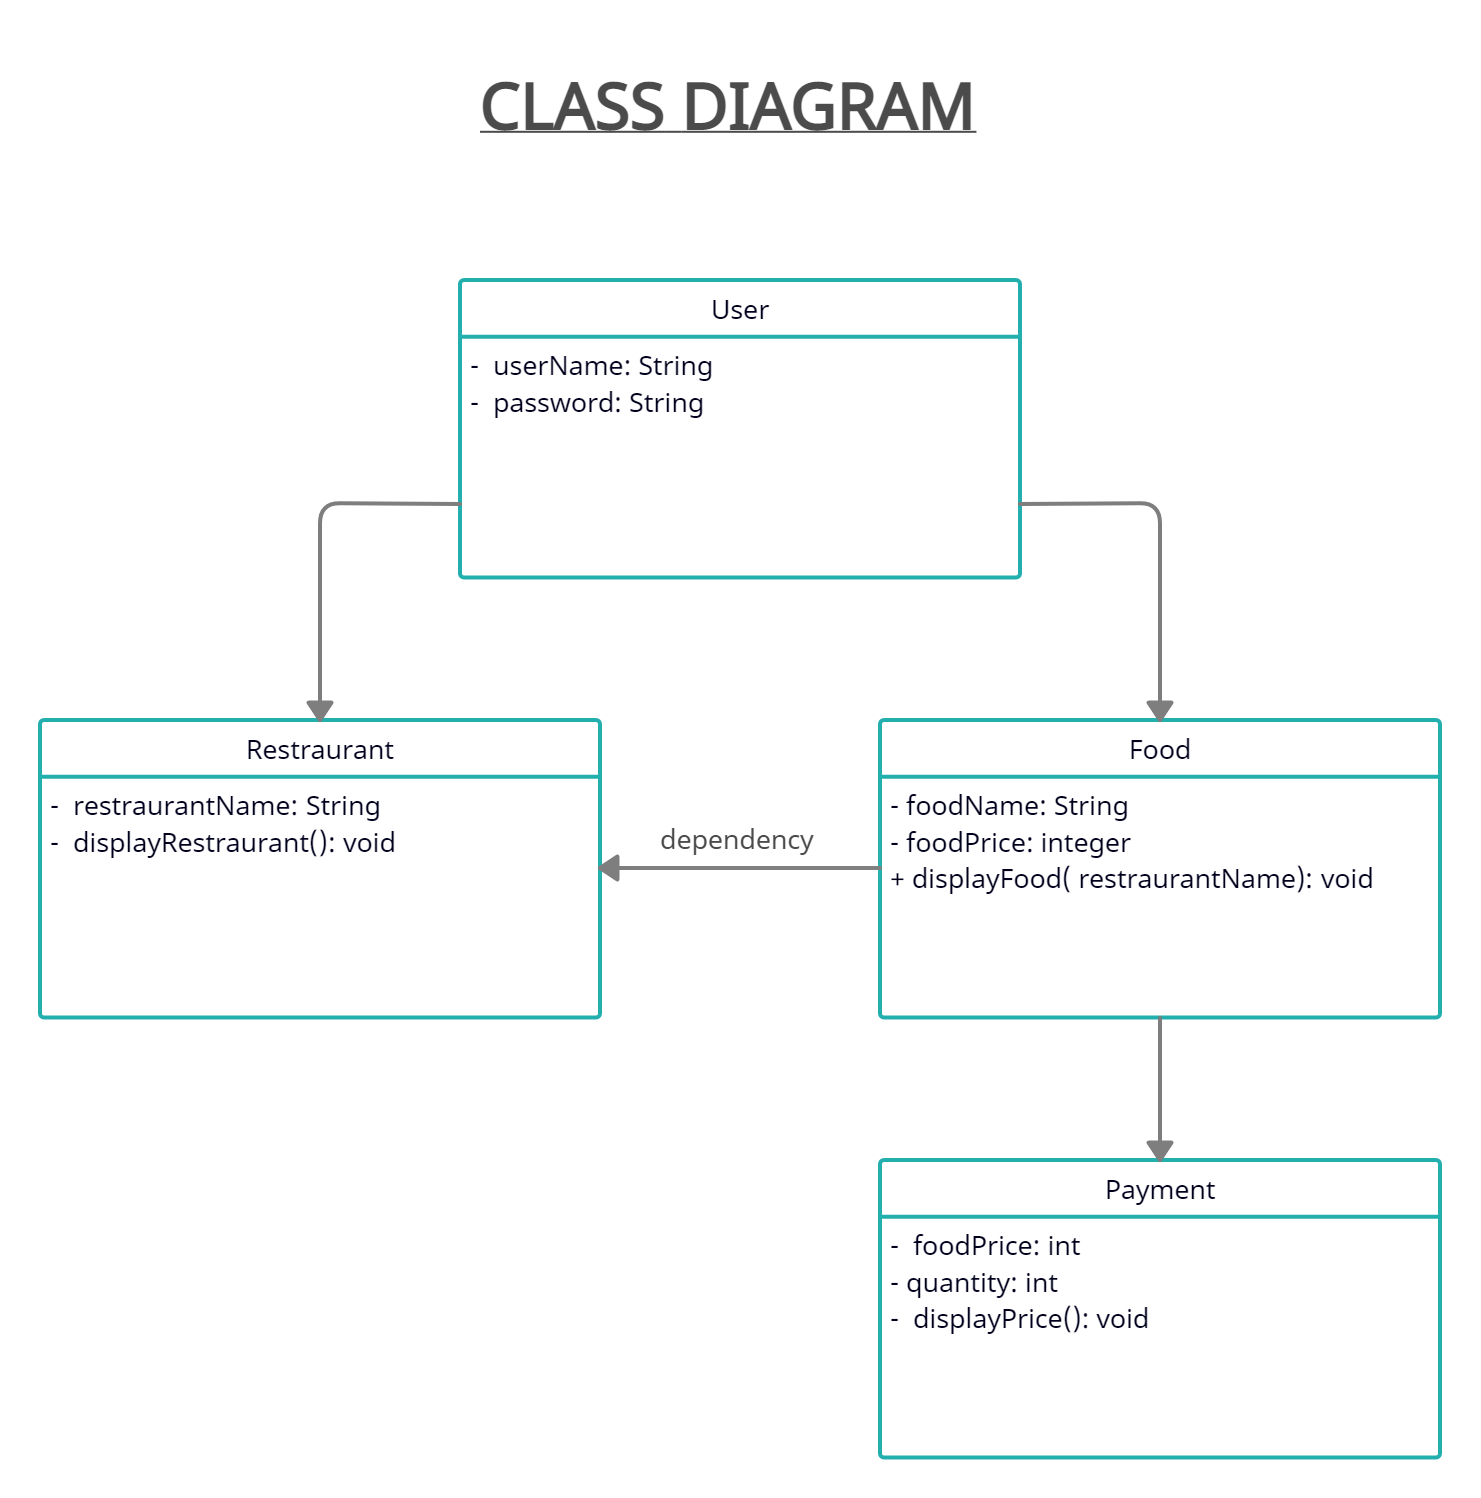 CLASS DIAGRAM
User
- userName: String
- password: String
Restraurant
- restraurantName: String
- displayRestraurant(): void
dependency
Food
- foodName: String
- foodPrice: integer
+ displayFood( restraurantName): void
Payment
- foodPrice: int
- quantity: int
- displayPrice(): void